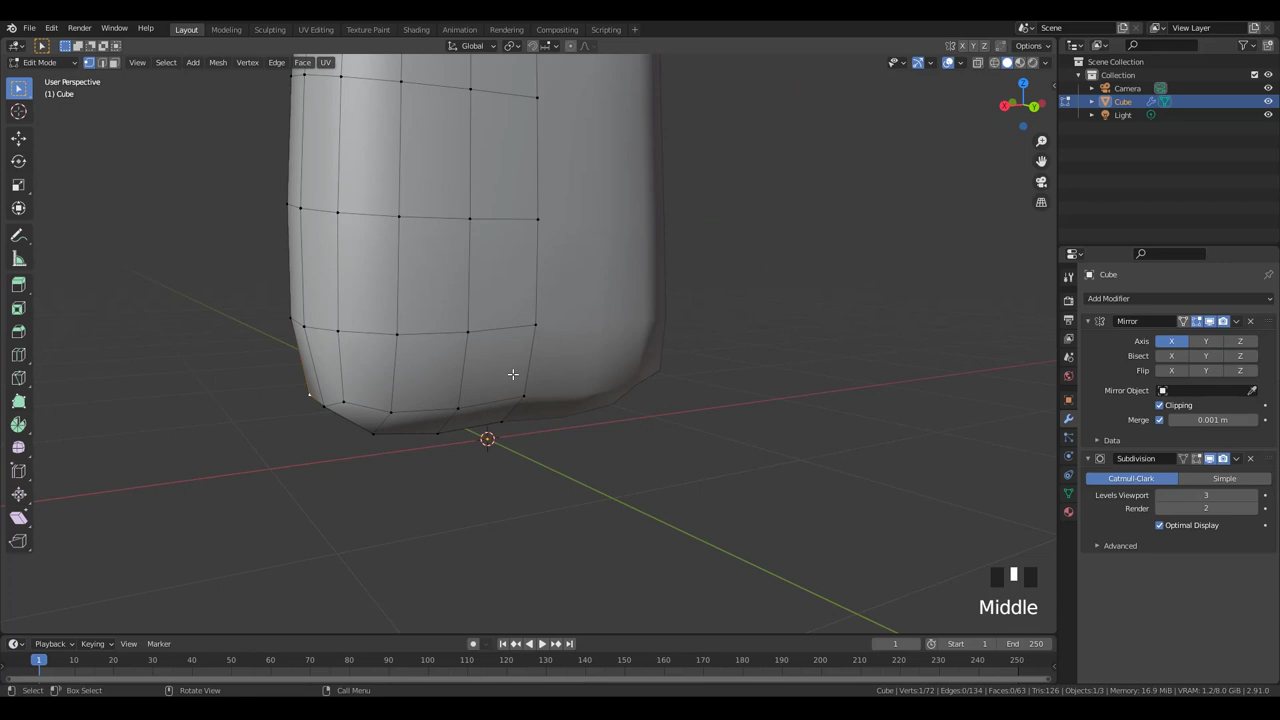 File Edit Render Window Help Layout Modeling Sculpting UV Editing Texture Paint Shading Animation Rendering Compositing Scripting + Scene View Layer
Global Options
Edit Mode View Select Add Mesh Vertex Edge Face UV X Y Z
User Perspective
(1) Cube
Scene Collection
Collection
Camera
Cube
Light
X
Y
Z
Cube
Add Modifier
Mirror
Axis X Y Z
Bisect X Y Z
Flip X Y Z
Mirror Object
Clipping
Merge 0.001 m
Data
Subdivision
Catmull-Clark Simple
Levels Viewport 3
Render 2
Optimal Display
Advanced
Middle
Playback Keying View Marker 1 Start 1 End 250
1 10 20 30 40 50 60 70 80 90 100 110 120 130 140 150 160 170 180 190 200 210 220 230 240 250
Select Box Select Rotate View Call Menu Cube | Verts:1/72 | Edges:0/134 | Faces:0/63 | Tris:126 | Objects:1/3 | Memory: 16.9 MiB | VRAM: 1.2/8.0 GiB | 2.91.0